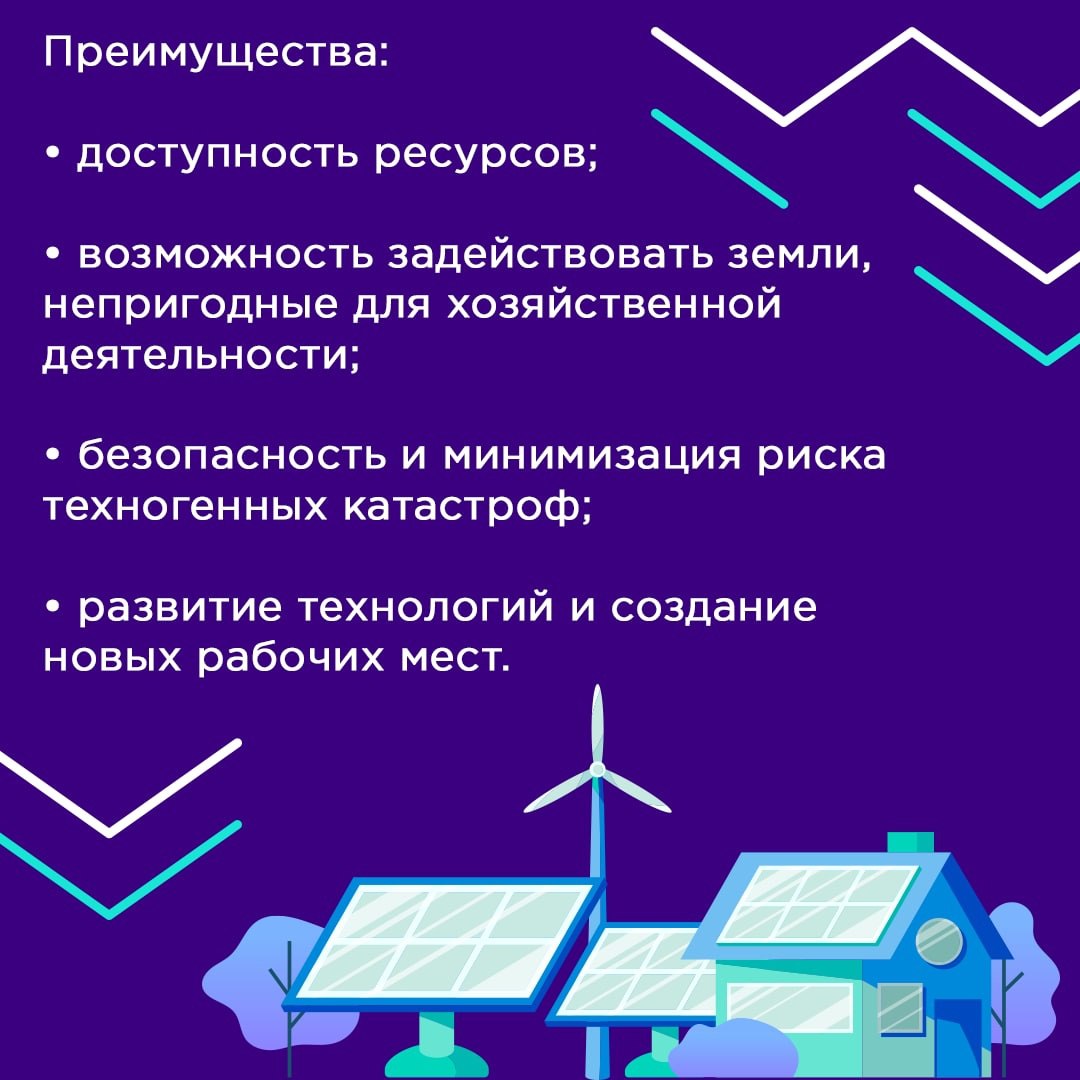 Преимущества:
• доступность ресурсов;
• возможность задействовать земли,
непригодные для хозяйственной
деятельности;
• безопасность и минимизация риска
техногенных катастроф;
• развитие технологий и создание
новых рабочих мест.